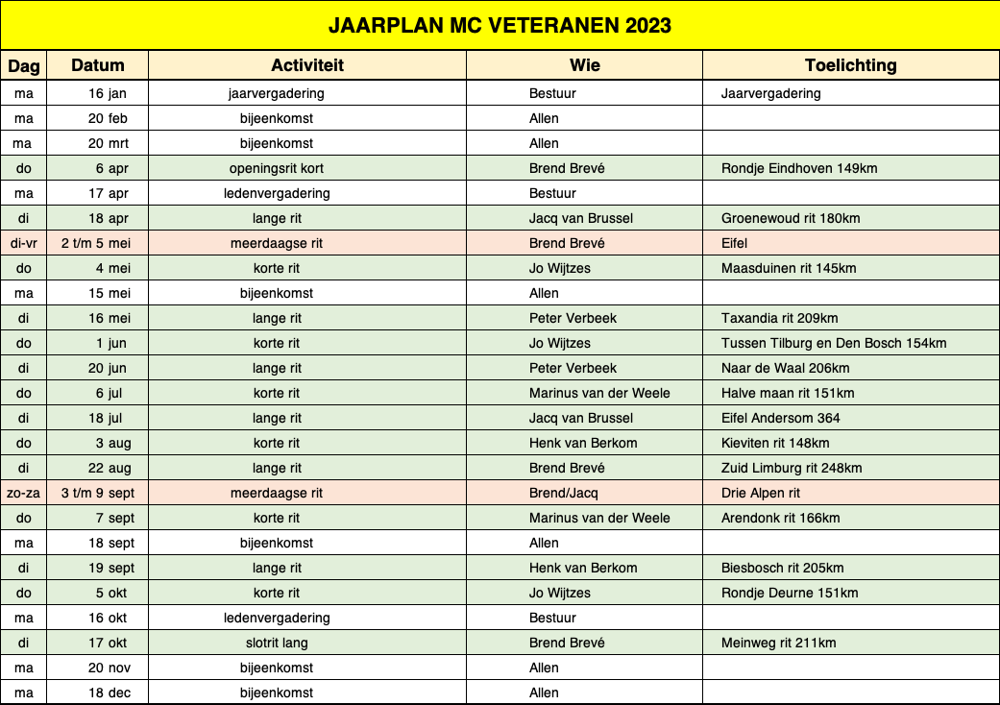 JAARPLAN MC VETERANEN 2023
Dag Datum Activiteit Wie Toelichting
ma 16 jan jaarvergadering Bestuur Jaarvergadering
ma 20 feb bijeenkomst Allen
ma 20 mrt bijeenkomst Allen
do 6 apr openingsrit kort Brend Brevé Rondje Eindhoven 149km
ma 17 apr ledenvergadering Bestuur
di 18 apr lange rit Jacq van Brussel Groenewoud rit 180km
di-vr 2 t/m 5 mei meerdaagse rit Brend Brevé Eifel
do 4 mei korte rit Jo Wijtzes Maasduinen rit 145km
ma 15 mei bijeenkomst Allen
di 16 mei lange rit Peter Verbeek Taxandia rit 209km
do 1 jun korte rit Jo Wijtzes Tussen Tilburg en Den Bosch 154km
di 20 jun lange rit Peter Verbeek Naar de Waal 206km
do 6 jul korte rit Marinus van der Weele Halve maan rit 151km
di 18 jul lange rit Jacq van Brussel Eifel Andersom 364
do 3 aug korte rit Henk van Berkom Kieviten rit 148km
di 22 aug lange rit Brend Brevé Zuid Limburg rit 248km
zo-za 3 t/m 9 sept meerdaagse rit Brend/Jacq Drie Alpen rit
do 7 sept korte rit Marinus van der Weele Arendonk rit 166km
ma 18 sept bijeenkomst Allen
di 19 sept lange rit Henk van Berkom Biesbosch rit 205km
do 5 okt korte rit Jo Wijtzes Rondje Deurne 151km
ma 16 okt ledenvergadering Bestuur
di 17 okt slotrit lang Brend Brevé Meinweg rit 211km
ma 20 nov bijeenkomst Allen
ma 18 dec bijeenkomst Allen